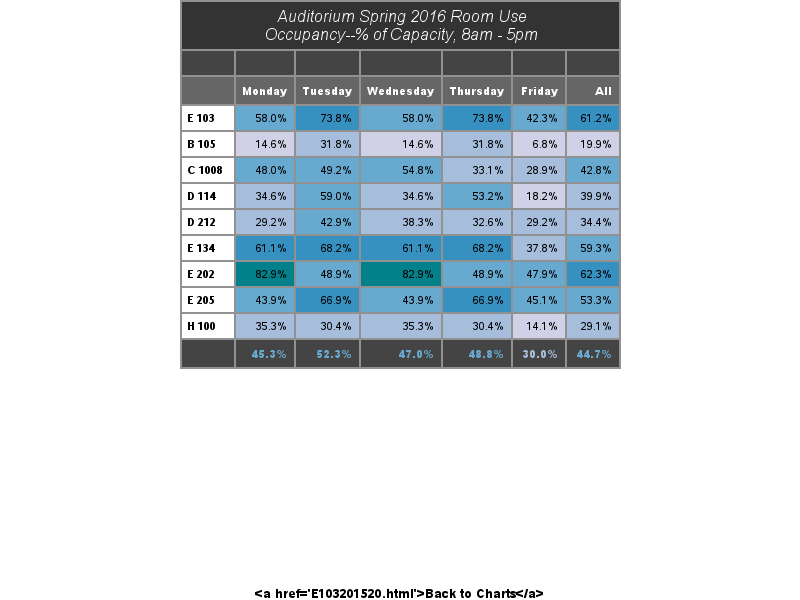 Auditorium Spring 2016 Room Use
Occupancy--% of Capacity, 8am - 5pm
Monday Tuesday Wednesday Thursday Friday All
E 103 58.0% 73.8% 58.0% 73.8% 42.3% 61.2%
B 105 14.6% 31.8% 14.6% 31.8% 6.8% 19.9%
C 1008 48.0% 49.2% 54.8% 33.1% 28.9% 42.8%
D 114 34.6% 59.0% 34.6% 53.2% 18.2% 39.9%
D 212 29.2% 42.9% 38.3% 32.6% 29.2% 34.4%
E 134 61.1% 68.2% 61.1% 68.2% 37.8% 59.3%
E 202 82.9% 48.9% 82.9% 48.9% 47.9% 62.3%
E 205 43.9% 66.9% 43.9% 66.9% 45.1% 53.3%
H 100 35.3% 30.4% 35.3% 30.4% 14.1% 29.1%
45.3% 52.3% 47.0% 48.8% 30.0% 44.7%
<a href='E103201520.html'>Back to Charts</a>